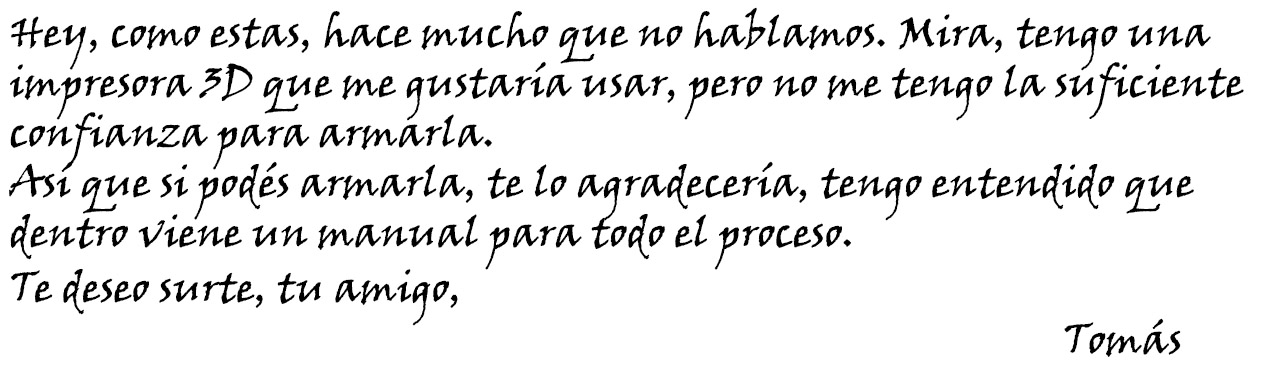 Hey, como estas, hace mucho que no hablamos. Mira, tengo una
impresora 3D que me gustaría usar, pero no me tengo la suficiente
confianza para armarla.
Así que si podés armarla, te lo agradecería, tengo entendido que
dentro viene un manual para todo el proceso.
Te deseo surte, tu amigo,
Tomás